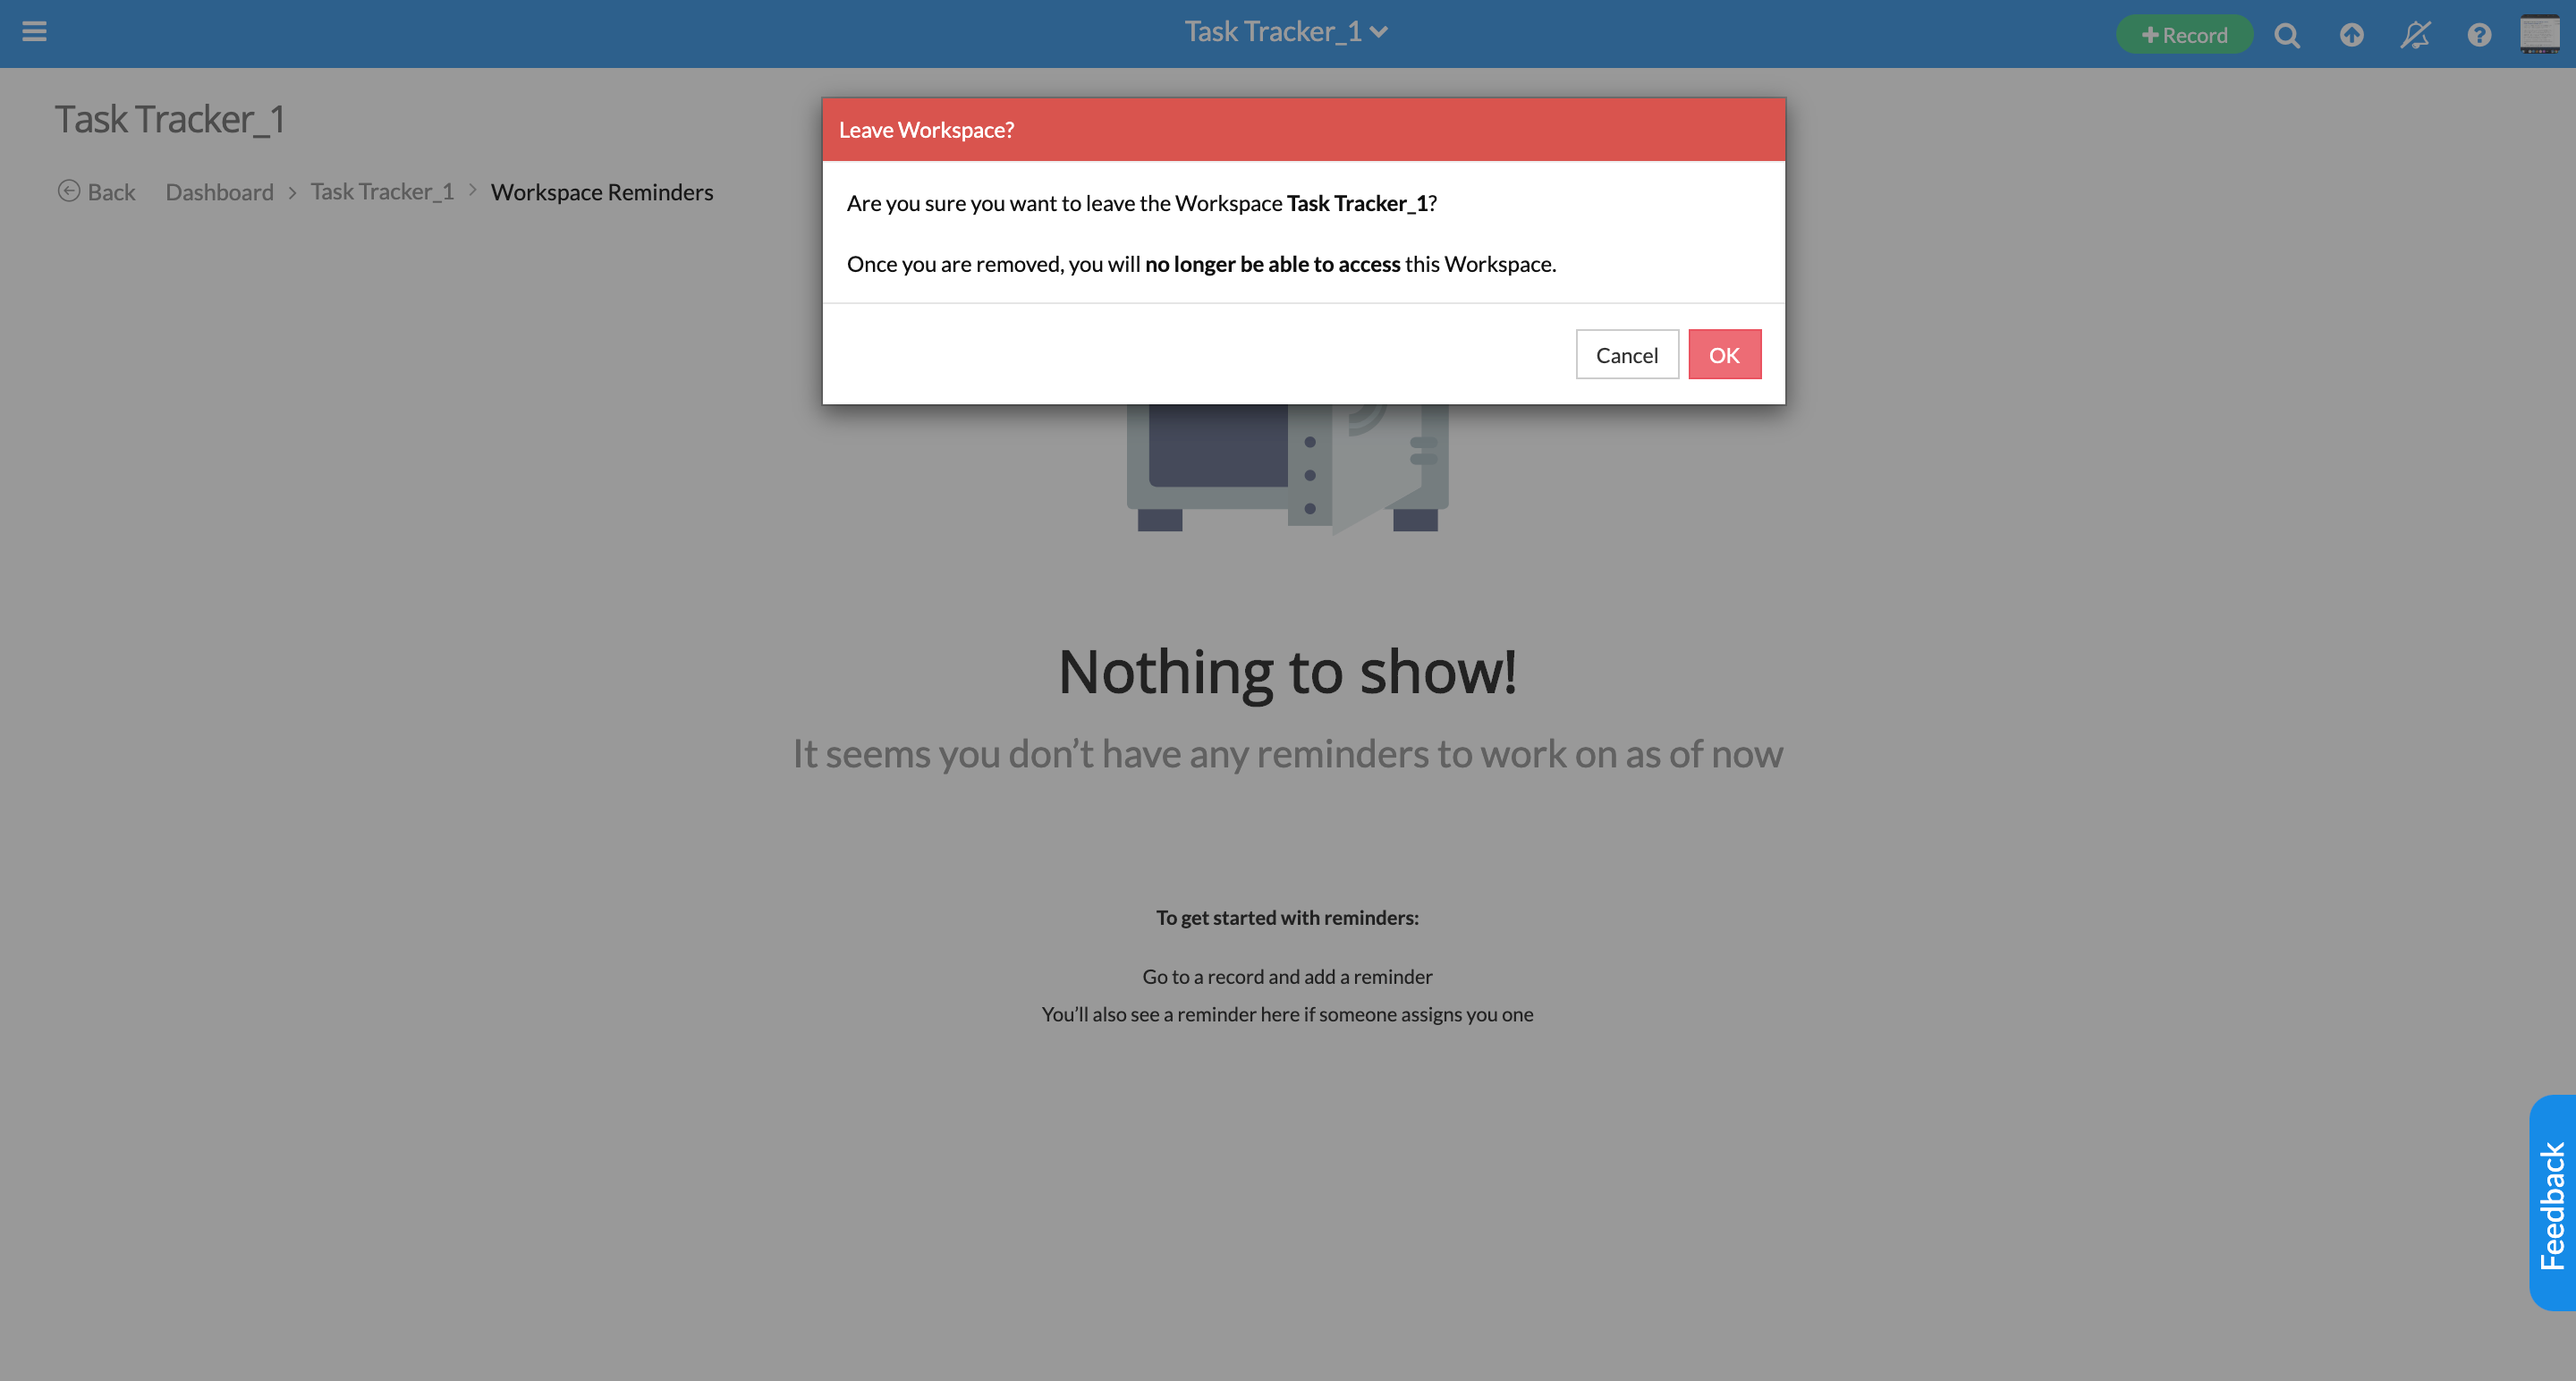 Task Tracker_1
+ Record
Task Tracker_1
Back Dashboard > Task Tracker_1 > Workspace Reminders
Leave Workspace?
Are you sure you want to leave the Workspace Task Tracker_1?
Once you are removed, you will no longer be able to access this Workspace.
Cancel OK
Nothing to show!
It seems you don't have any reminders to work on as of now
To get started with reminders:
Go to a record and add a reminder
You'll also see a reminder here if someone assigns you one
Feedback